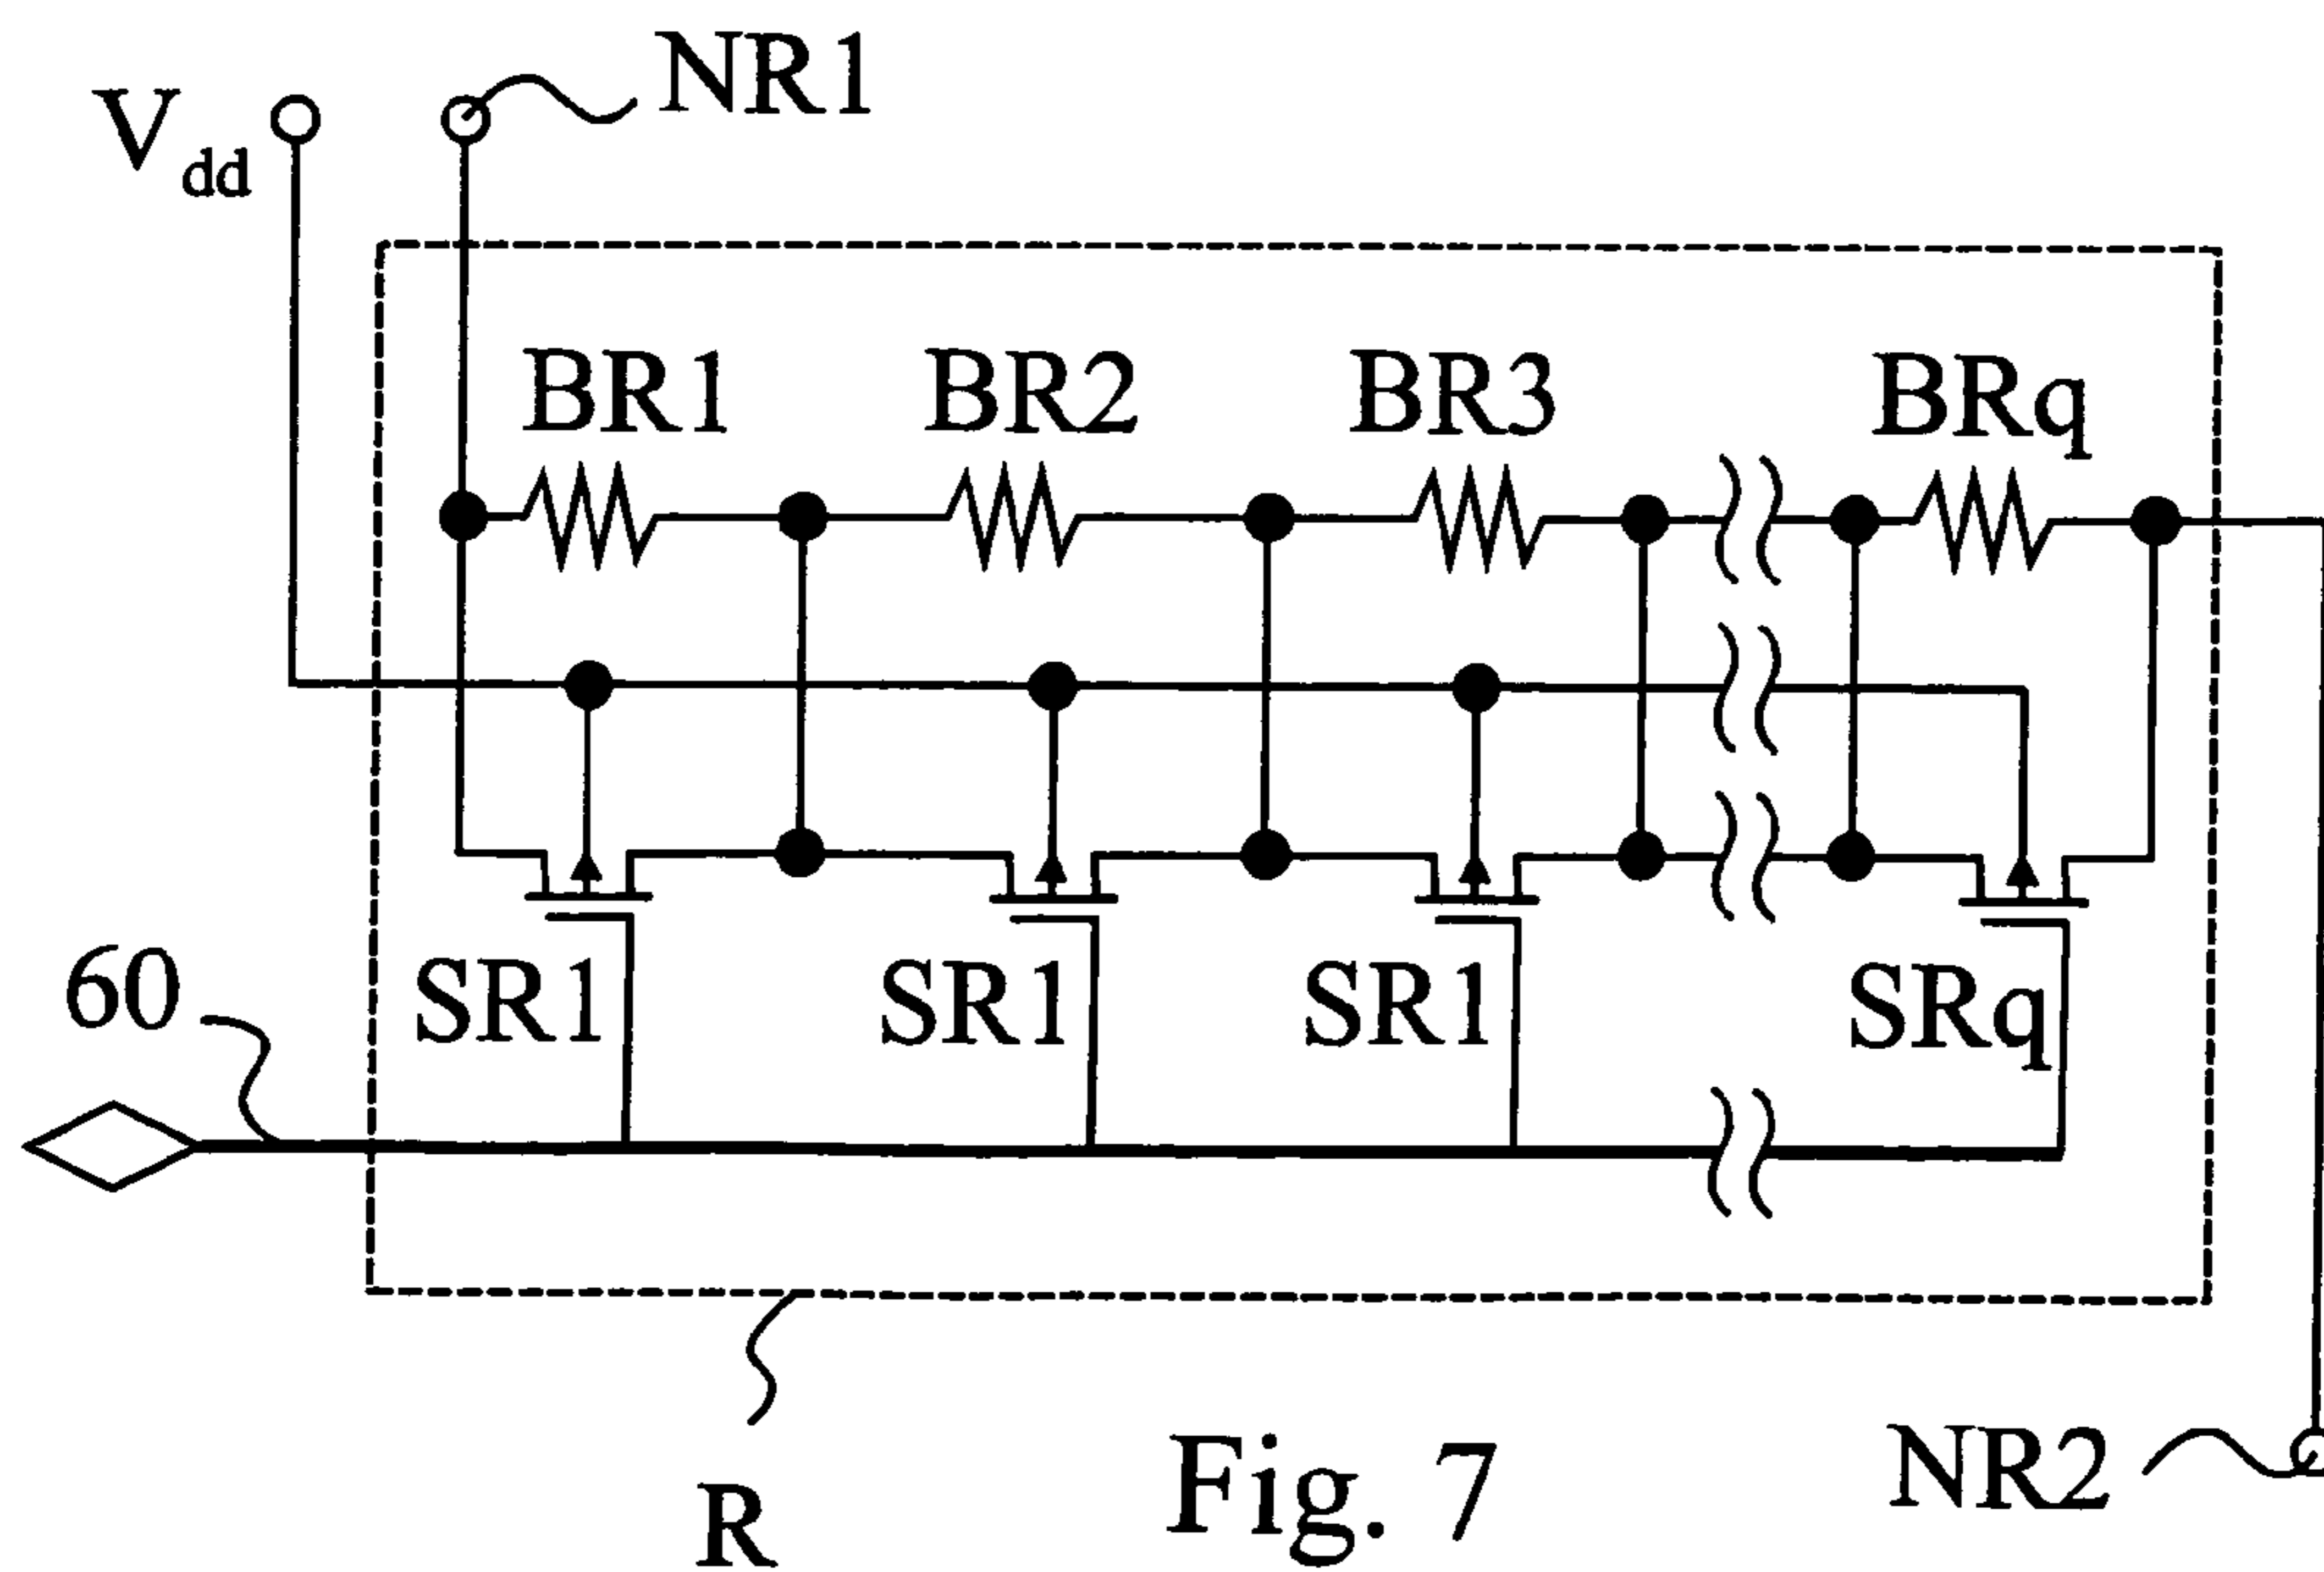 NR1
Vdd
BR1 BR2 BR3 BRq
60
SR1 SR1 SR1 SRq
NR2
R
Fig. 7